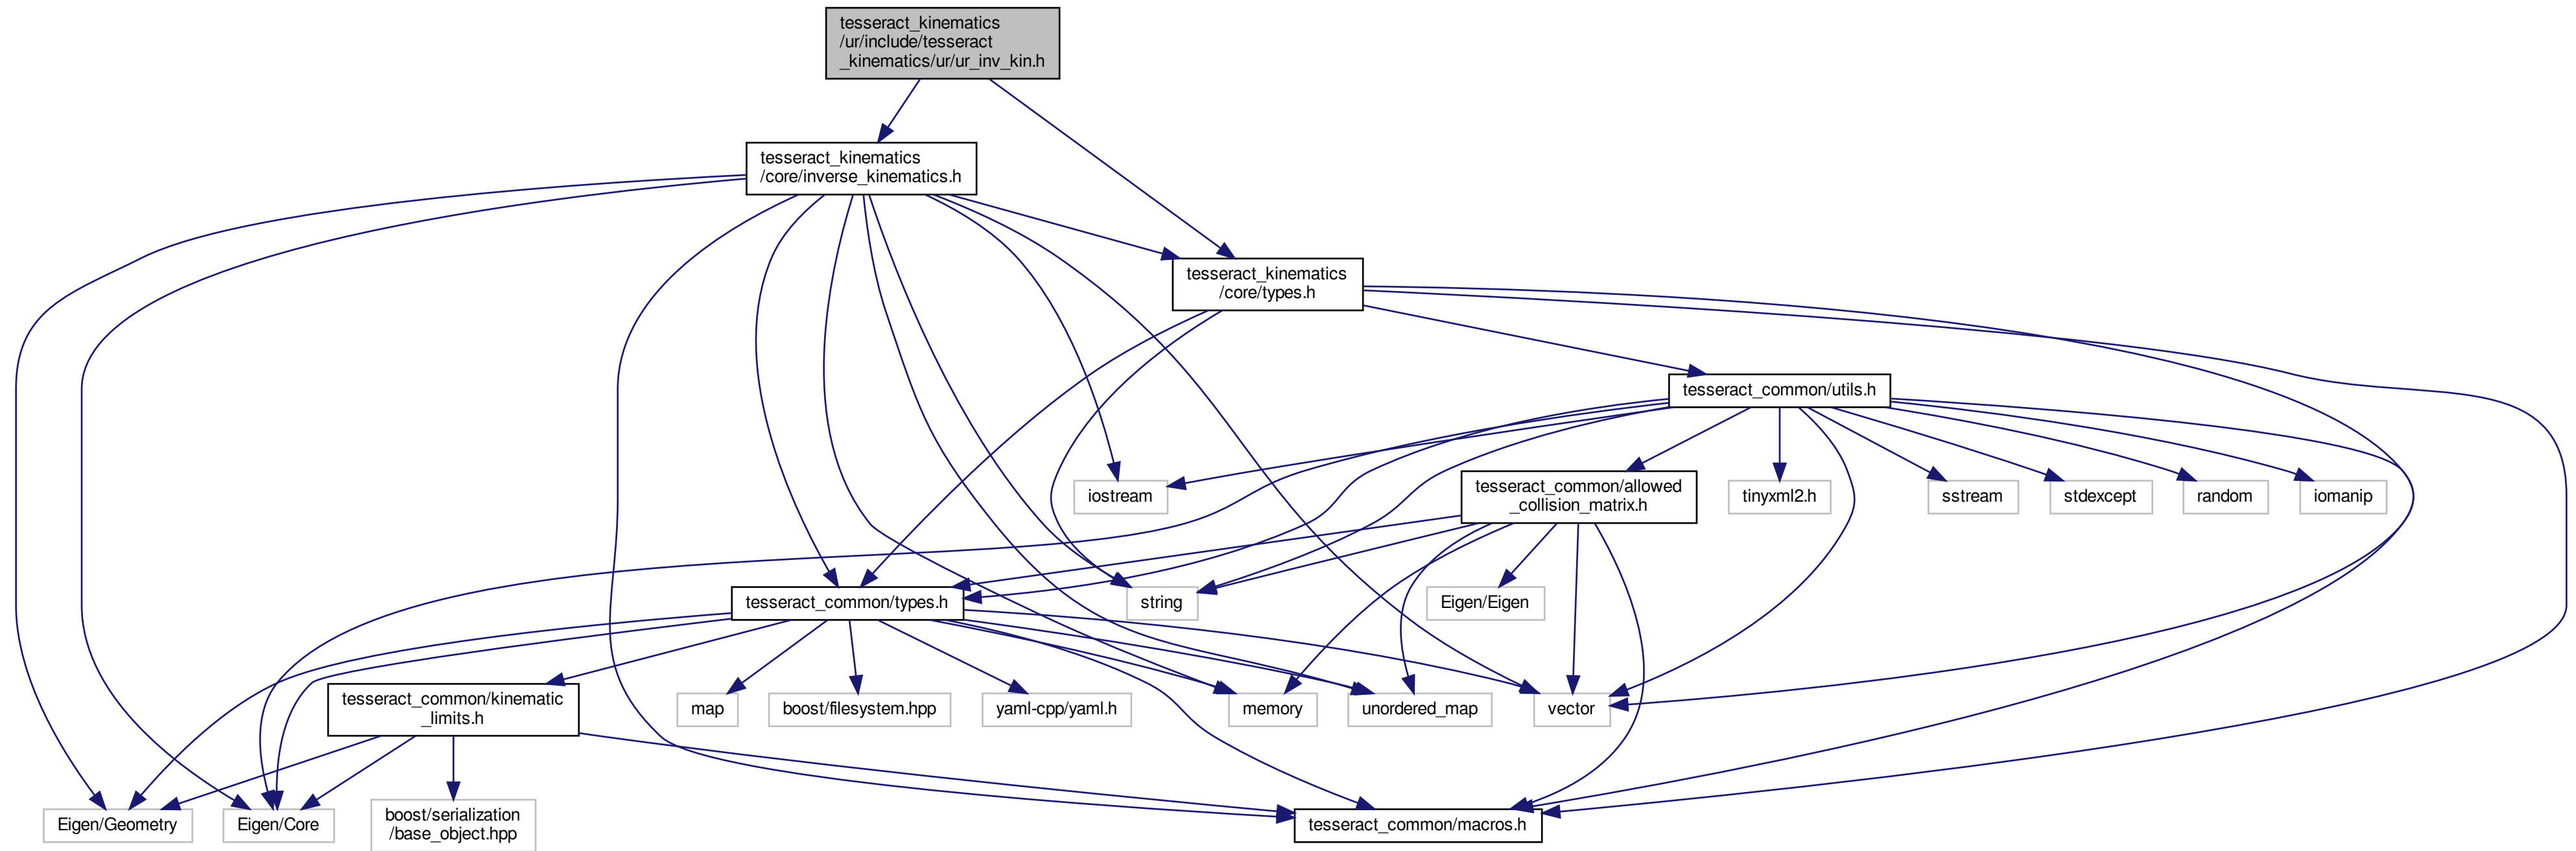 tesseract_kinematics
/ur/include/tesseract
_kinematics/ur/ur_inv_kin.h
tesseract_kinematics
/core/inverse_kinematics.h
tesseract_kinematics
/core/types.h
tesseract_common/utils.h
tesseract_common/allowed
_collision_matrix.h
iostream
tinyxml2.h
sstream
stdexcept
random
iomanip
tesseract_common/types.h
string
Eigen/Eigen
tesseract_common/kinematic
_limits.h
map
boost/filesystem.hpp
yaml-cpp/yaml.h
memory
unordered_map
vector
Eigen/Geometry
Eigen/Core
boost/serialization
/base_object.hpp
tesseract_common/macros.h